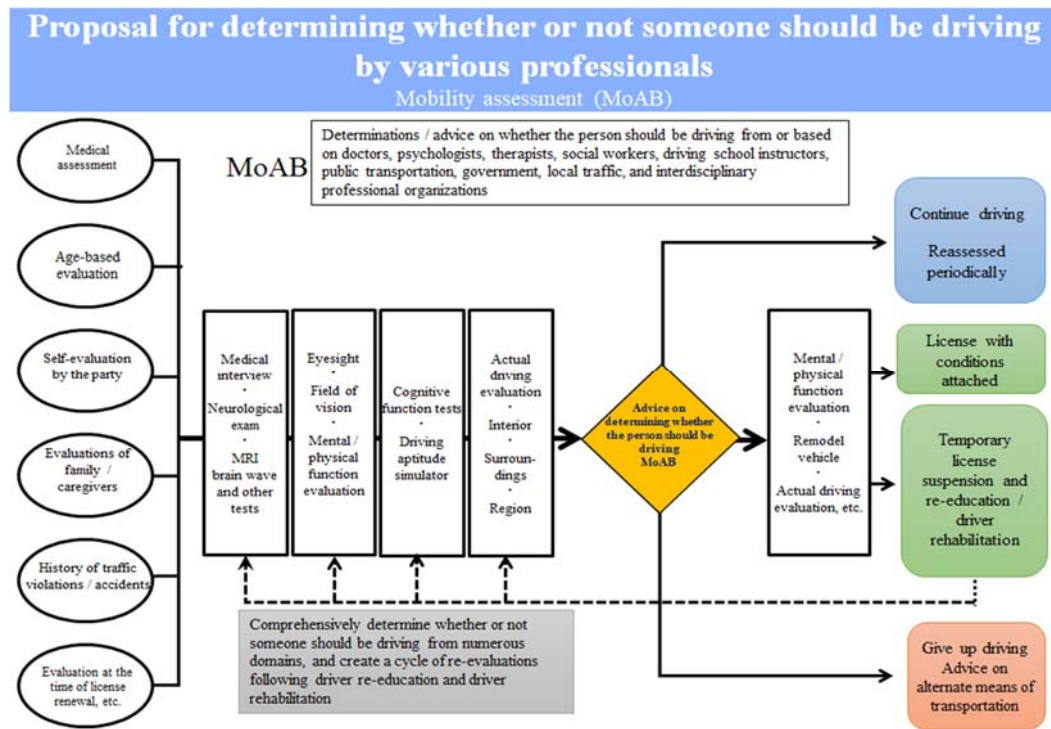 Proposal for determining whether or not someone should be driving
by various professionals
Mobility assessment (MoAB)
Medical
assessment
Age-based
evaluation
Self-evaluation
by the party
Evaluations of
family /
caregivers
History of traffic
violations / accidents
Evaluation at the
time of license
renewal, etc.
MoAB
Determinations / advice on whether the person should be driving from or based
on doctors, psychologists, therapists, social workers, driving school instructors,
public transportation, government, local traffic, and interdisciplinary
professional organizations
Medical
interview
・
Neurological
exam
・
MRI
brain wave
and other
tests
Eyesight
・
Field of
vision
・
Mental /
physical
function
evaluation
Cognitive
function tests
・
Driving
aptitude
simulator
Actual
driving
evaluation
・
Interior
・
Surroun-
dings
・
Region
Advice on
determining whether
the person should be
driving
MoAB
Mental /
physical
function
evaluation
・
Remodel
vehicle
・
Actual driving
evaluation, etc.
Continue driving
Reassessed
periodically
License with
conditions
attached
Temporary
license
suspension and
re-education /
driver
rehabilitation
Give up driving
Advice on
alternate means of
transportation
Comprehensively determine whether or not
someone should be driving from numerous
domains, and create a cycle of re-evaluations
following driver re-education and driver
rehabilitation